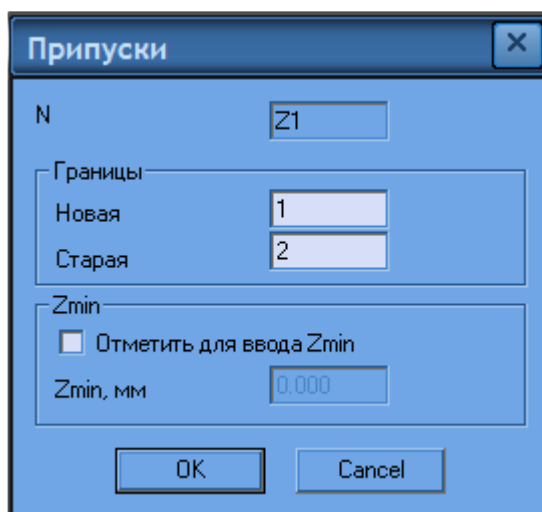 Припуски
N Z1
Границы
Новая 1
Старая 2
Zmin
Отметить для ввода Zmin
Zmin, мм 0.000
OK Cancel